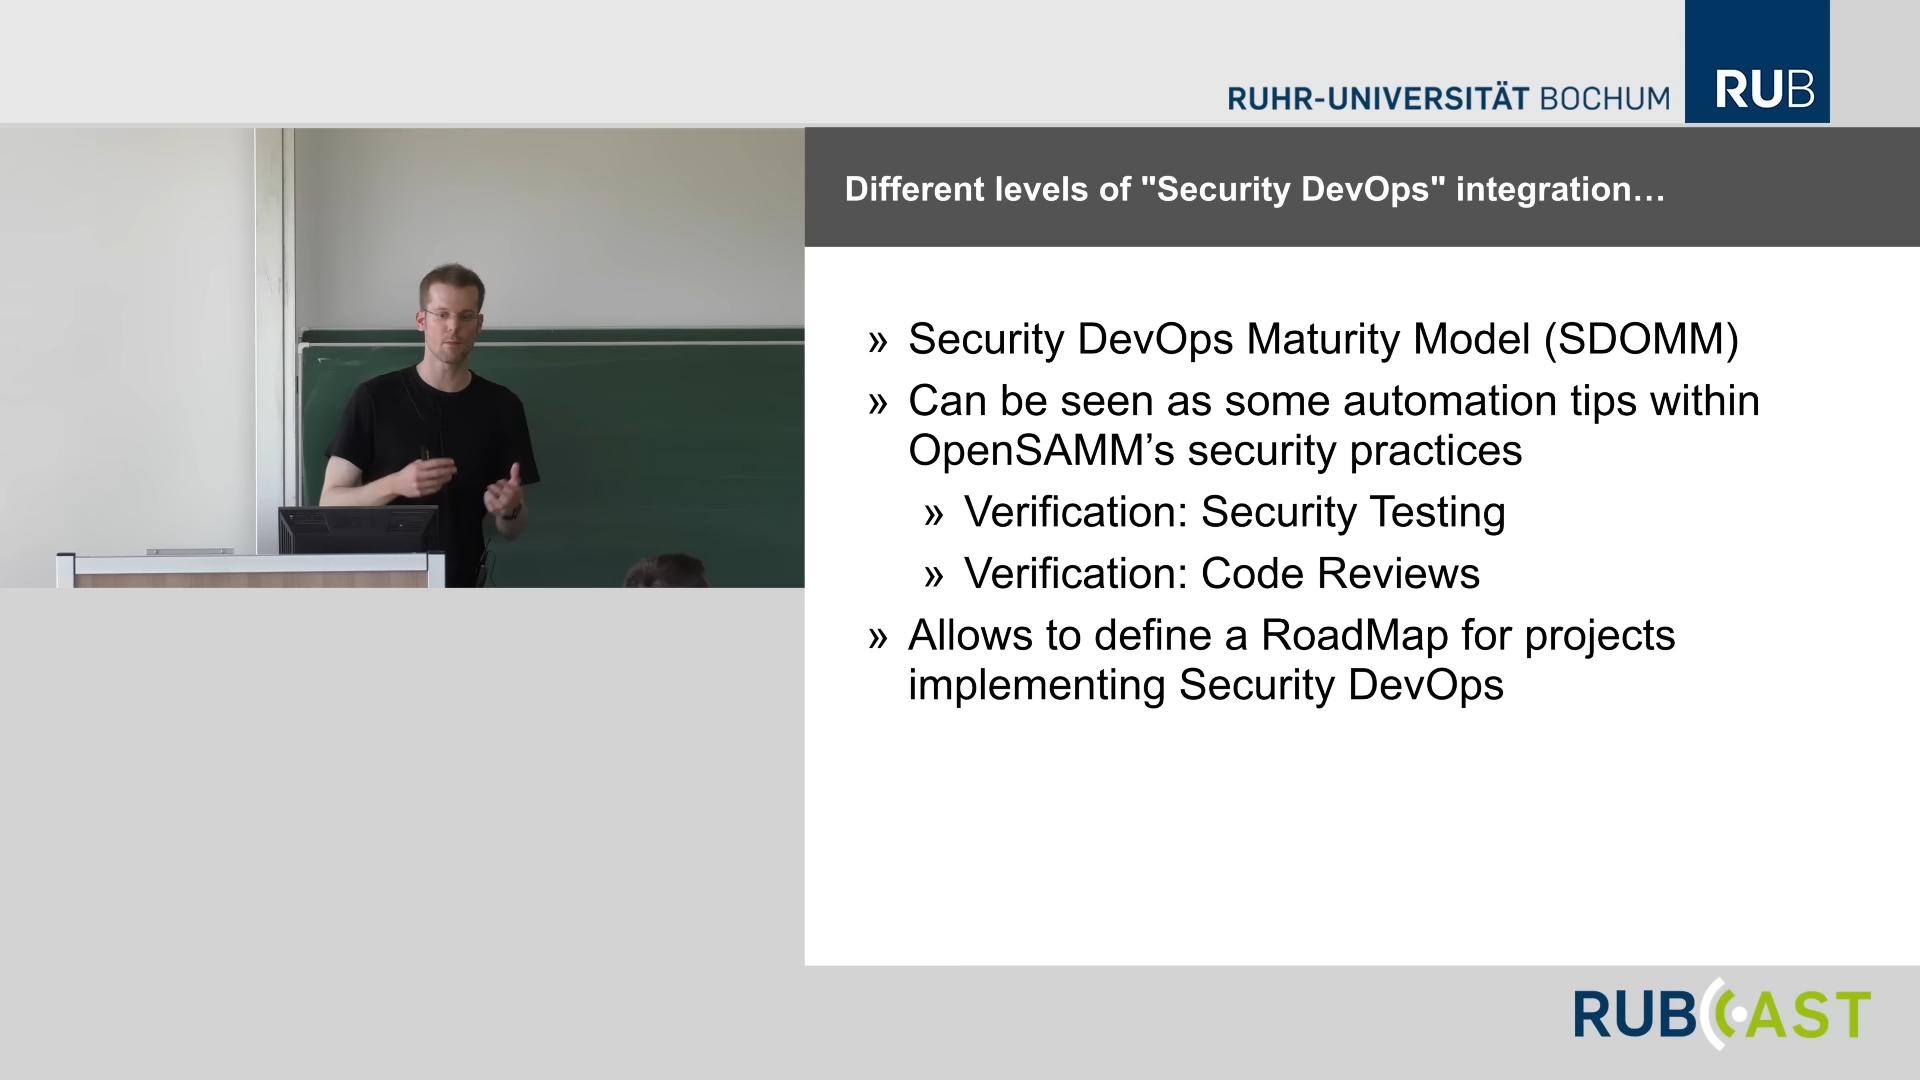 RUHR-UNIVERSITÄT BOCHUM
RUB
Different levels of "Security DevOps" integration…
» Security DevOps Maturity Model (SDOMM)
» Can be seen as some automation tips within
OpenSAMM’s security practices
» Verification: Security Testing
» Verification: Code Reviews
» Allows to define a RoadMap for projects
implementing Security DevOps
RUBCAST